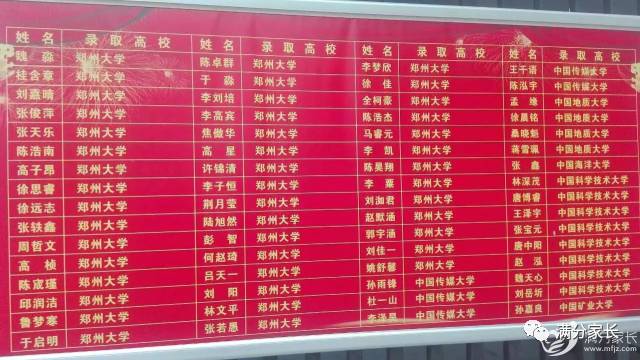 姓名 录取高校 姓名 录取高校 姓名 录取高校 姓名 录取高校
魏淼 郑州大学 陈卓群 郑州大学 李梦欣 郑州大学 王千语 中国传媒大学
桂含章 郑州大学 于淼 郑州大学 徐佳 郑州大学 陈泓宇 中国传媒大学
刘嘉晴 郑州大学 李刘培 郑州大学 全柯豪 郑州大学 孟缘 中国地质大学
张俊萍 郑州大学 李高宾 郑州大学 陈浩杰 郑州大学 徐晨铭 中国地质大学
张天乐 郑州大学 焦傲华 郑州大学 马睿元 郑州大学 桑晓魁 中国地质大学
陈浩南 郑州大学 高星 郑州大学 李凯 郑州大学 蒋雪珮 中国地质大学
高子昂 郑州大学 许锦清 郑州大学 陈昊翔 郑州大学 张鑫 中国海洋大学
徐思睿 郑州大学 李子恒 郑州大学 李粟 郑州大学 林深茂 中国科学技术大学
徐远志 郑州大学 荆月莹 郑州大学 刘洳君 郑州大学 唐博睿 中国科学技术大学
张轶鑫 郑州大学 陆旭然 郑州大学 赵默涵 郑州大学 王泽宇 中国科学技术大学
周哲文 郑州大学 彭智 郑州大学 郭宇涵 郑州大学 张宝元 中国科学技术大学
高桢 郑州大学 何赵琦 郑州大学 刘佳一 郑州大学 唐中阳 中国科学技术大学
陈宬瑾 郑州大学 吕天一 郑州大学 姚舒馨 郑州大学 赵泓 中国科学技术大学
邱润洁 郑州大学 刘阳 郑州大学 孙雨锋 中国传媒大学 魏天心 中国科学技术大学
鲁梦寒 郑州大学 林文平 郑州大学 杜一山 中国传媒大学 刘岳圻 中国科学技术大学
于启明 郑州大学 张若愚 郑州大学 李泽昊 中国传媒大学 孙嘉良 中国矿业大学
满分家长
满分家长
www.mfjz.com